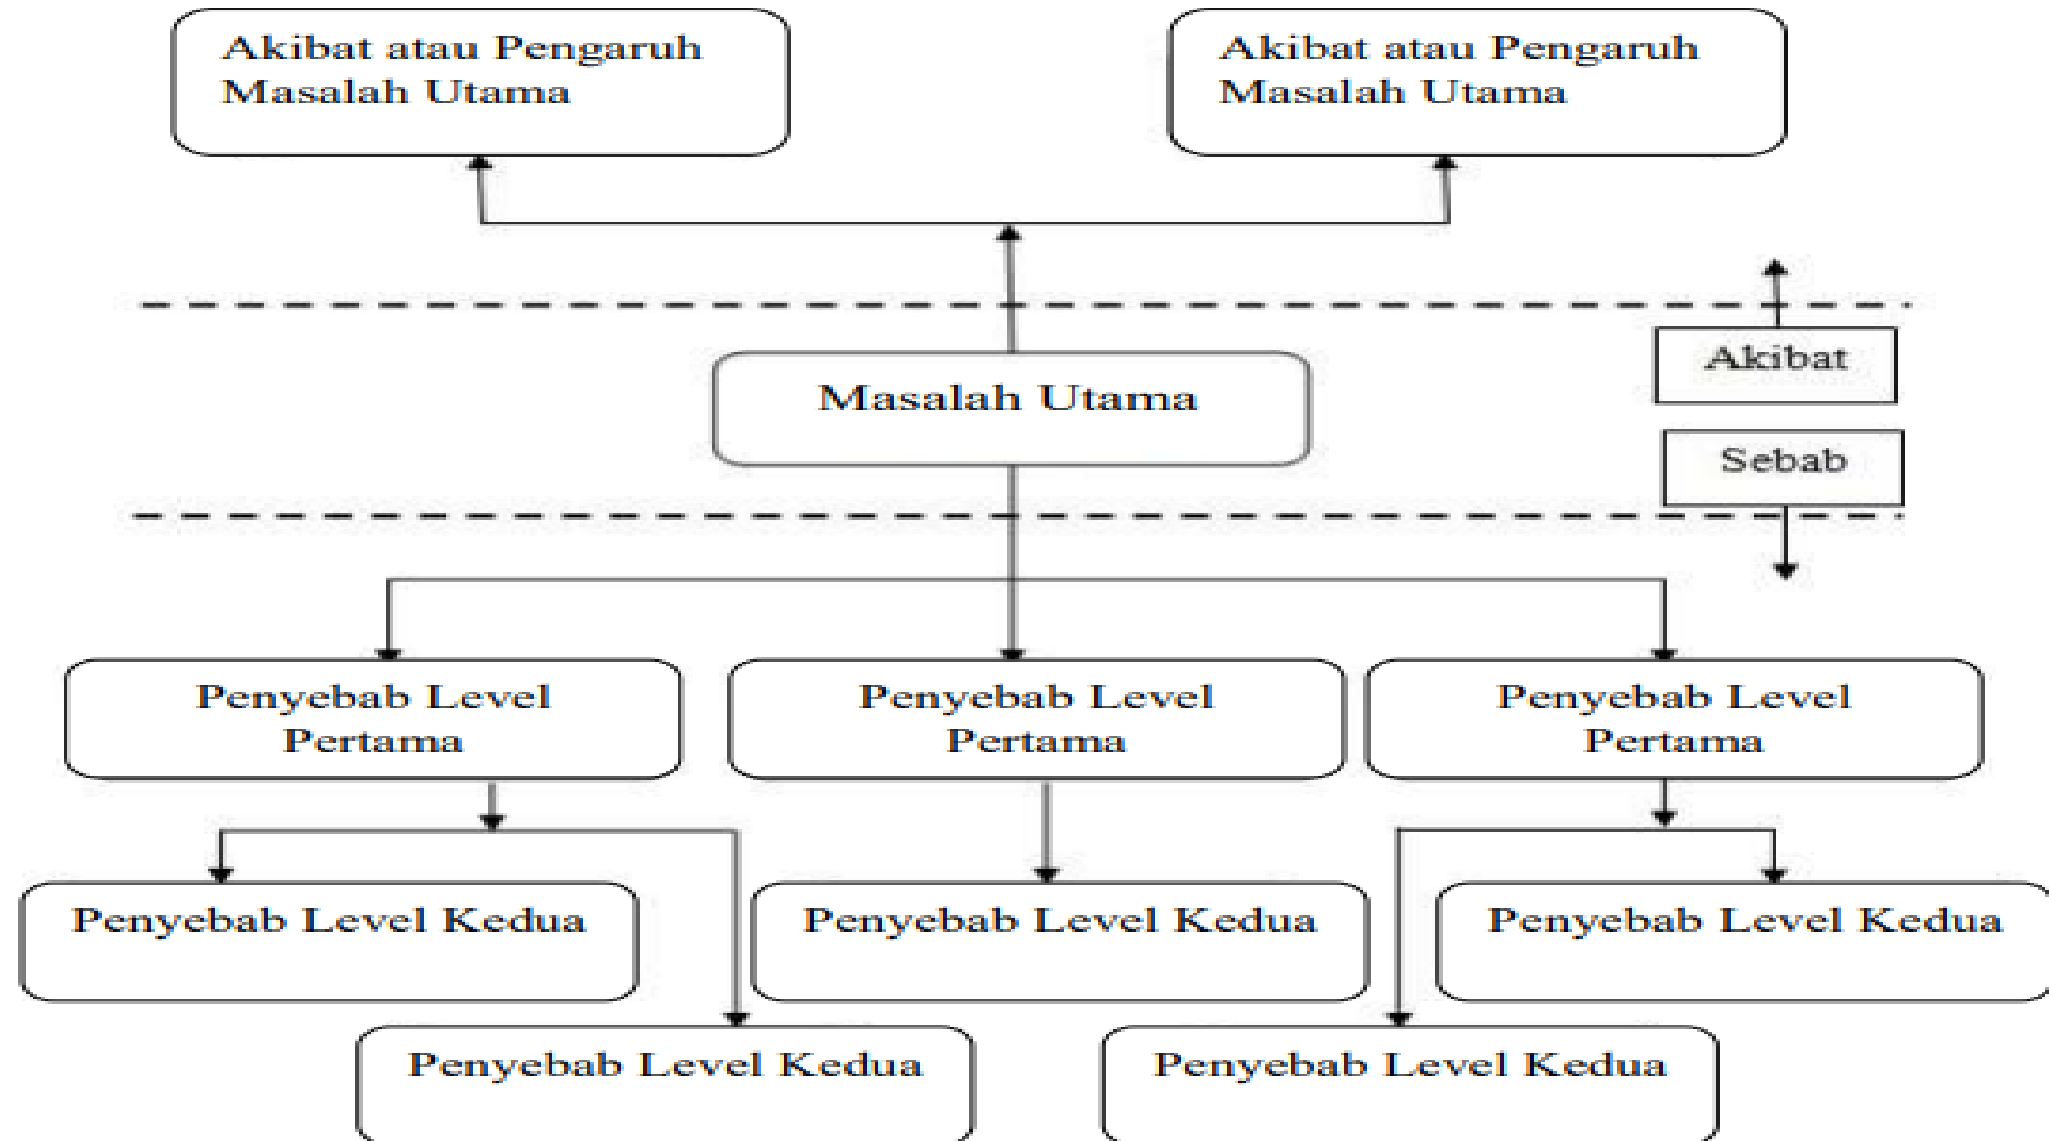 Akibat atau Pengaruh
Masalah Utama
Akibat atau Pengaruh
Masalah Utama
Akibat
Masalah Utama
Sebab
Penyebab Level
Pertama
Penyebab Level
Pertama
Penyebab Level
Pertama
Penyebab Level Kedua
Penyebab Level Kedua
Penyebab Level Kedua
Penyebab Level Kedua
Penyebab Level Kedua